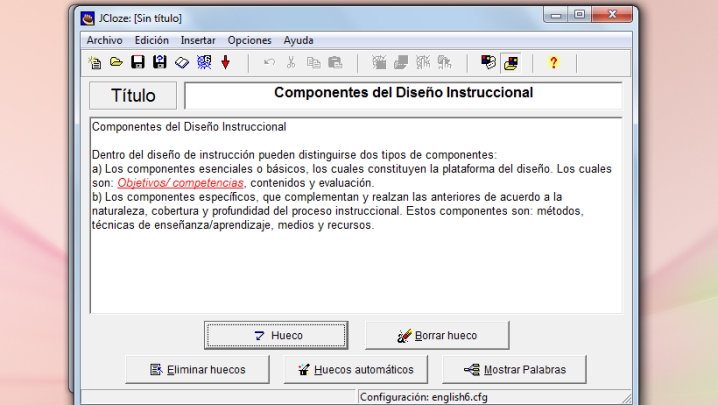 JCloze: [Sin título]
Archivo Edición Insertar Opciones Ayuda
Título
Componentes del Diseño Instruccional
Componentes del Diseño Instruccional
Dentro del diseño de instrucción pueden distinguirse dos tipos de componentes:
a) Los componentes esenciales o básicos, los cuales constituyen la plataforma del diseño. Los cuales
son: Objetivos/ competencias, contenidos y evaluación.
b) Los componentes específicos, que complementan y realzan las anteriores de acuerdo a la
naturaleza, cobertura y profundidad del proceso instruccional. Estos componentes son: métodos,
técnicas de enseñanza/aprendizaje, medios y recursos.
Hueco
Borrar hueco
Eliminar huecos
Huecos automáticos
Mostrar Palabras
Configuración: english6.cfg